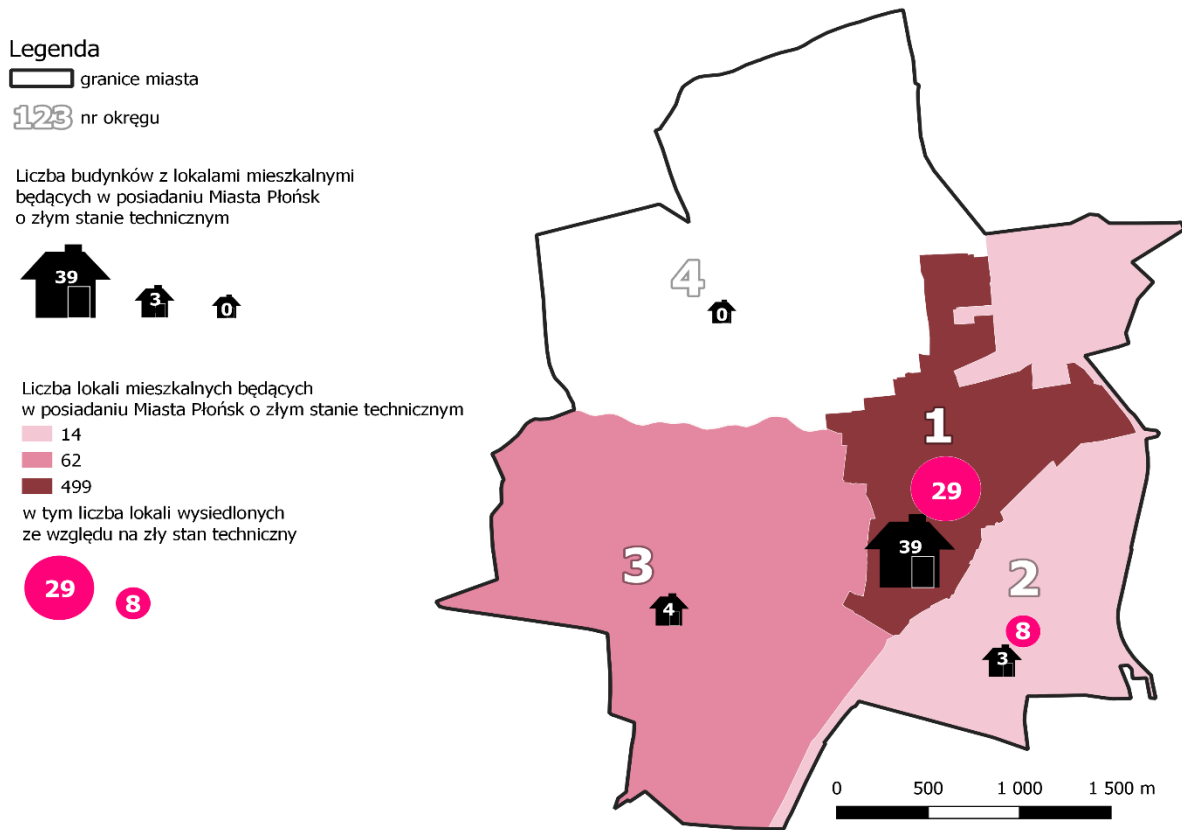 Legenda
granice miasta
123 nr okręgu
Liczba budynków z lokalami mieszkalnymi
będących w posiadaniu Miasta Płońsk
o złym stanie technicznym
39
3
0
Liczba lokali mieszkalnych będących
w posiadaniu Miasta Płońsk o złym stanie technicznym
14
62
499
w tym liczba lokali wysiedlonych
ze względu na zły stan techniczny
29
8
4
0
1
29
39
3
4
2
8
3
0 500 1 000 1 500 m